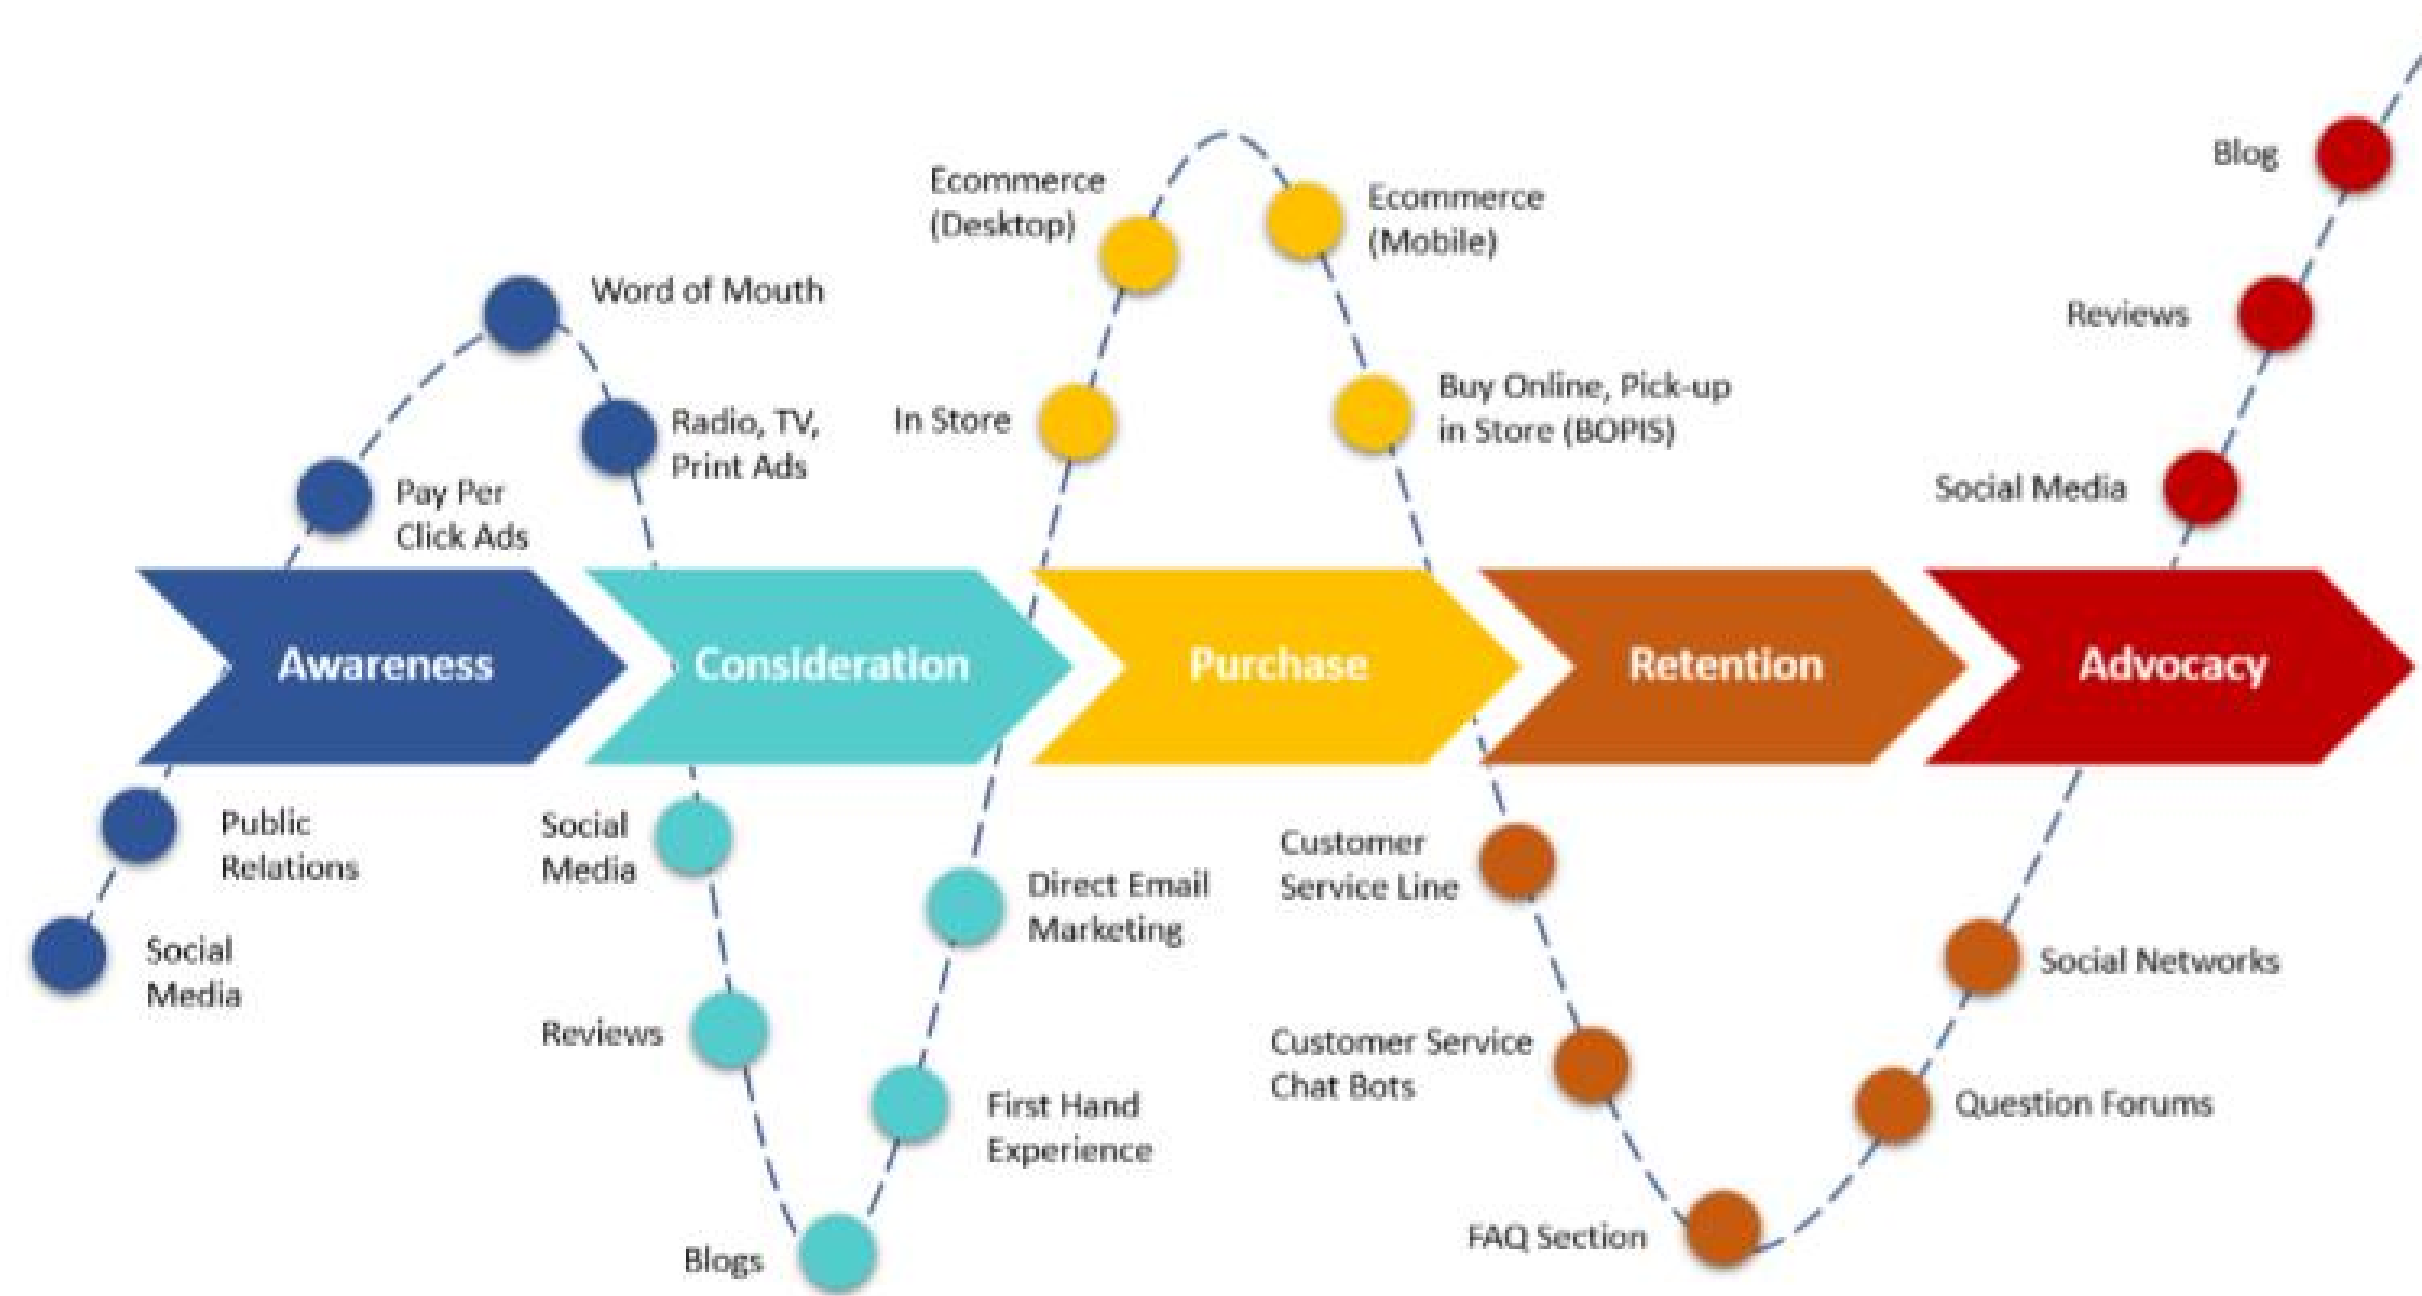 Blog
Ecommerce
(Desktop)
Ecommerce
(Mobile)
Word of Mouth
Reviews
Buy Online, Pick-up
in Store (BOPIS)
In Store
Radio, TV,
Print Ads
Pay Per
Click Ads
Social Media
Awareness
Consideration
Purchase
Retention
Advocacy
Public
Relations
Social
Media
Social
Media
Reviews
Blogs
Direct Email
Marketing
First Hand
Experience
Customer
Service Line
Customer Service
Chat Bots
FAQ Section
Social Networks
Question Forums